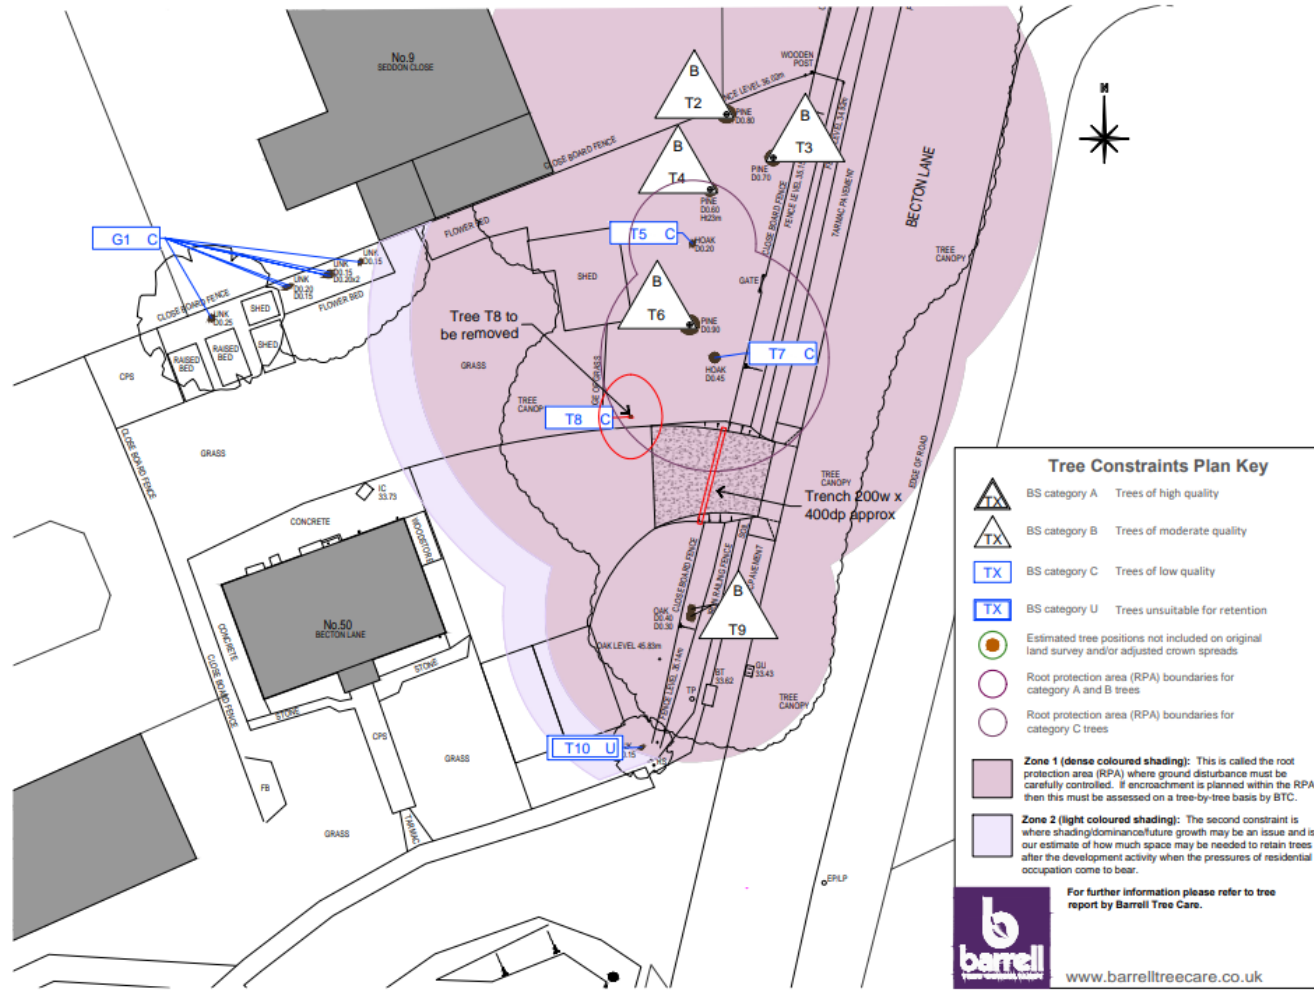 No.9
SEDDON CLOSE
WOODEN
POST
B
T2
PINE
D0.80
B
T3
PINE
D0.70
B
T4
PINE
D0.60
Ht23m
CLOSE BOARD FENCE
CLOSE BOARD FENCE
TARMAC PAVEMENT
BECTON LANE
N
T5 C
HOAK
D0.20
TREE
CANOPY
G1 C
FLOWER BED
UNK
D0.15
UNK
D0.15
D0.20x2
UNK
D0.20
D0.15
UNK
D0.25
FLOWER BED
CLOSE BOARD FENCE
SHED
SHED
SHED
RAISED
BED
RAISED
BED
CPS
GATE
B
T6
PINE
D0.90
Tree T8 to
be removed
T7 C
HOAK
D0.45
GRASS
T8 C
CLOSE BOARD FENCE
GRASS
EDGE OF ROAD
TREE
CANOPY
Trench 200w x
400dp approx
IC
33.73
CONCRETE
WOODSTORE
No.50
BECTON LANE
CONCRETE
CLOSE BOARD FENCE
STONE
STONE
CPS
GRASS
FB
GRASS
TARMAC
CLOSE BOARD FENCE
OAK
D0.40
D0.30
B
T9
BT
33.62
GU
33.43
TP
TREE
CANOPY
T10 U
EP/LP
Tree Constraints Plan Key
TX BS category A Trees of high quality
TX BS category B Trees of moderate quality
TX BS category C Trees of low quality
TX BS category U Trees unsuitable for retention
Estimated tree positions not included on original
land survey and/or adjusted crown spreads
Root protection area (RPA) boundaries for
category A and B trees
Root protection area (RPA) boundaries for
category C trees
Zone 1 (dense coloured shading): This is called the root
protection area (RPA) where ground disturbance must be
carefully controlled. If encroachment is planned within the RPA
then this must be assessed on a tree-by-tree basis by BTC.
Zone 2 (light coloured shading): The second constraint is
where shading/dominance/future growth may be an issue and is
our estimate of how much space may be needed to retain trees
after the development activity when the pressures of residential
occupation come to bear.
For further information please refer to tree
report by Barrell Tree Care.
barrell
www.barrelltreecare.co.uk